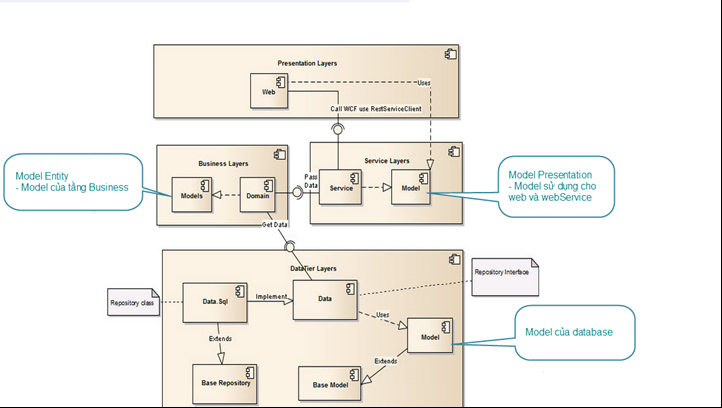 Presentation Layers
Web
Uses
Call WCF use RestServiceClient
Business Layers
Service Layers
Model Entity
- Model của tầng Business
Models
Domain
Pass
Data
Service
Model
Model Presentation
- Model sử dụng cho
web và webService
Get Data
DataTier Layers
Repository Interface
Repository class
Data.Sql
Implement
Data
Uses
Model
Model của database
Extends
Extends
Base Repository
Base Model